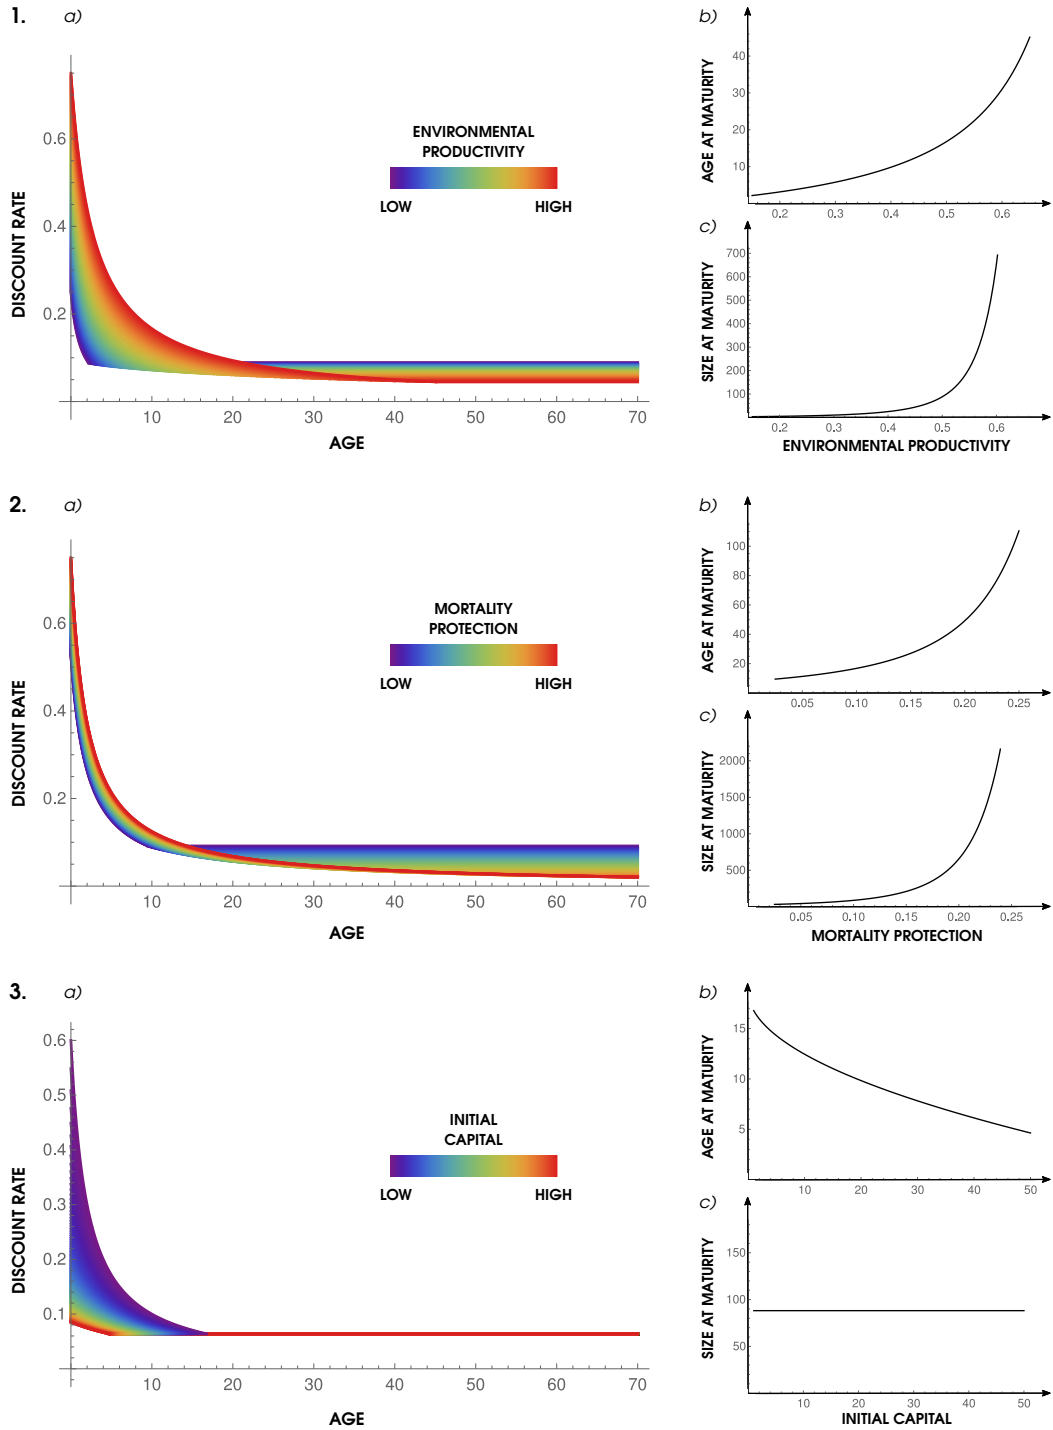 1.
a)
0.6
0.4
0.2
DISCOUNT RATE
ENVIRONMENTAL
PRODUCTIVITY
LOW
HIGH
10
20
30
40
50
60
70
AGE
b)
AGE AT MATURITY
40
30
20
10
0.2
0.3
0.4
0.5
0.6
c)
SIZE AT MATURITY
700
600
500
400
300
200
100
0.2
0.3
0.4
0.5
0.6
ENVIRONMENTAL PRODUCTIVITY
2.
a)
0.6
0.4
0.2
DISCOUNT RATE
MORTALITY
PROTECTION
LOW
HIGH
10
20
30
40
50
60
70
AGE
b)
AGE AT MATURITY
100
80
60
40
20
0.05
0.10
0.15
0.20
0.25
c)
SIZE AT MATURITY
2000
1500
1000
500
0.05
0.10
0.15
0.20
0.25
MORTALITY PROTECTION
3.
a)
0.6
0.5
0.4
0.3
0.2
0.1
DISCOUNT RATE
INITIAL
CAPITAL
LOW
HIGH
10
20
30
40
50
60
70
AGE
b)
AGE AT MATURITY
15
10
5
10
20
30
40
50
c)
SIZE AT MATURITY
150
100
50
10
20
30
40
50
INITIAL CAPITAL